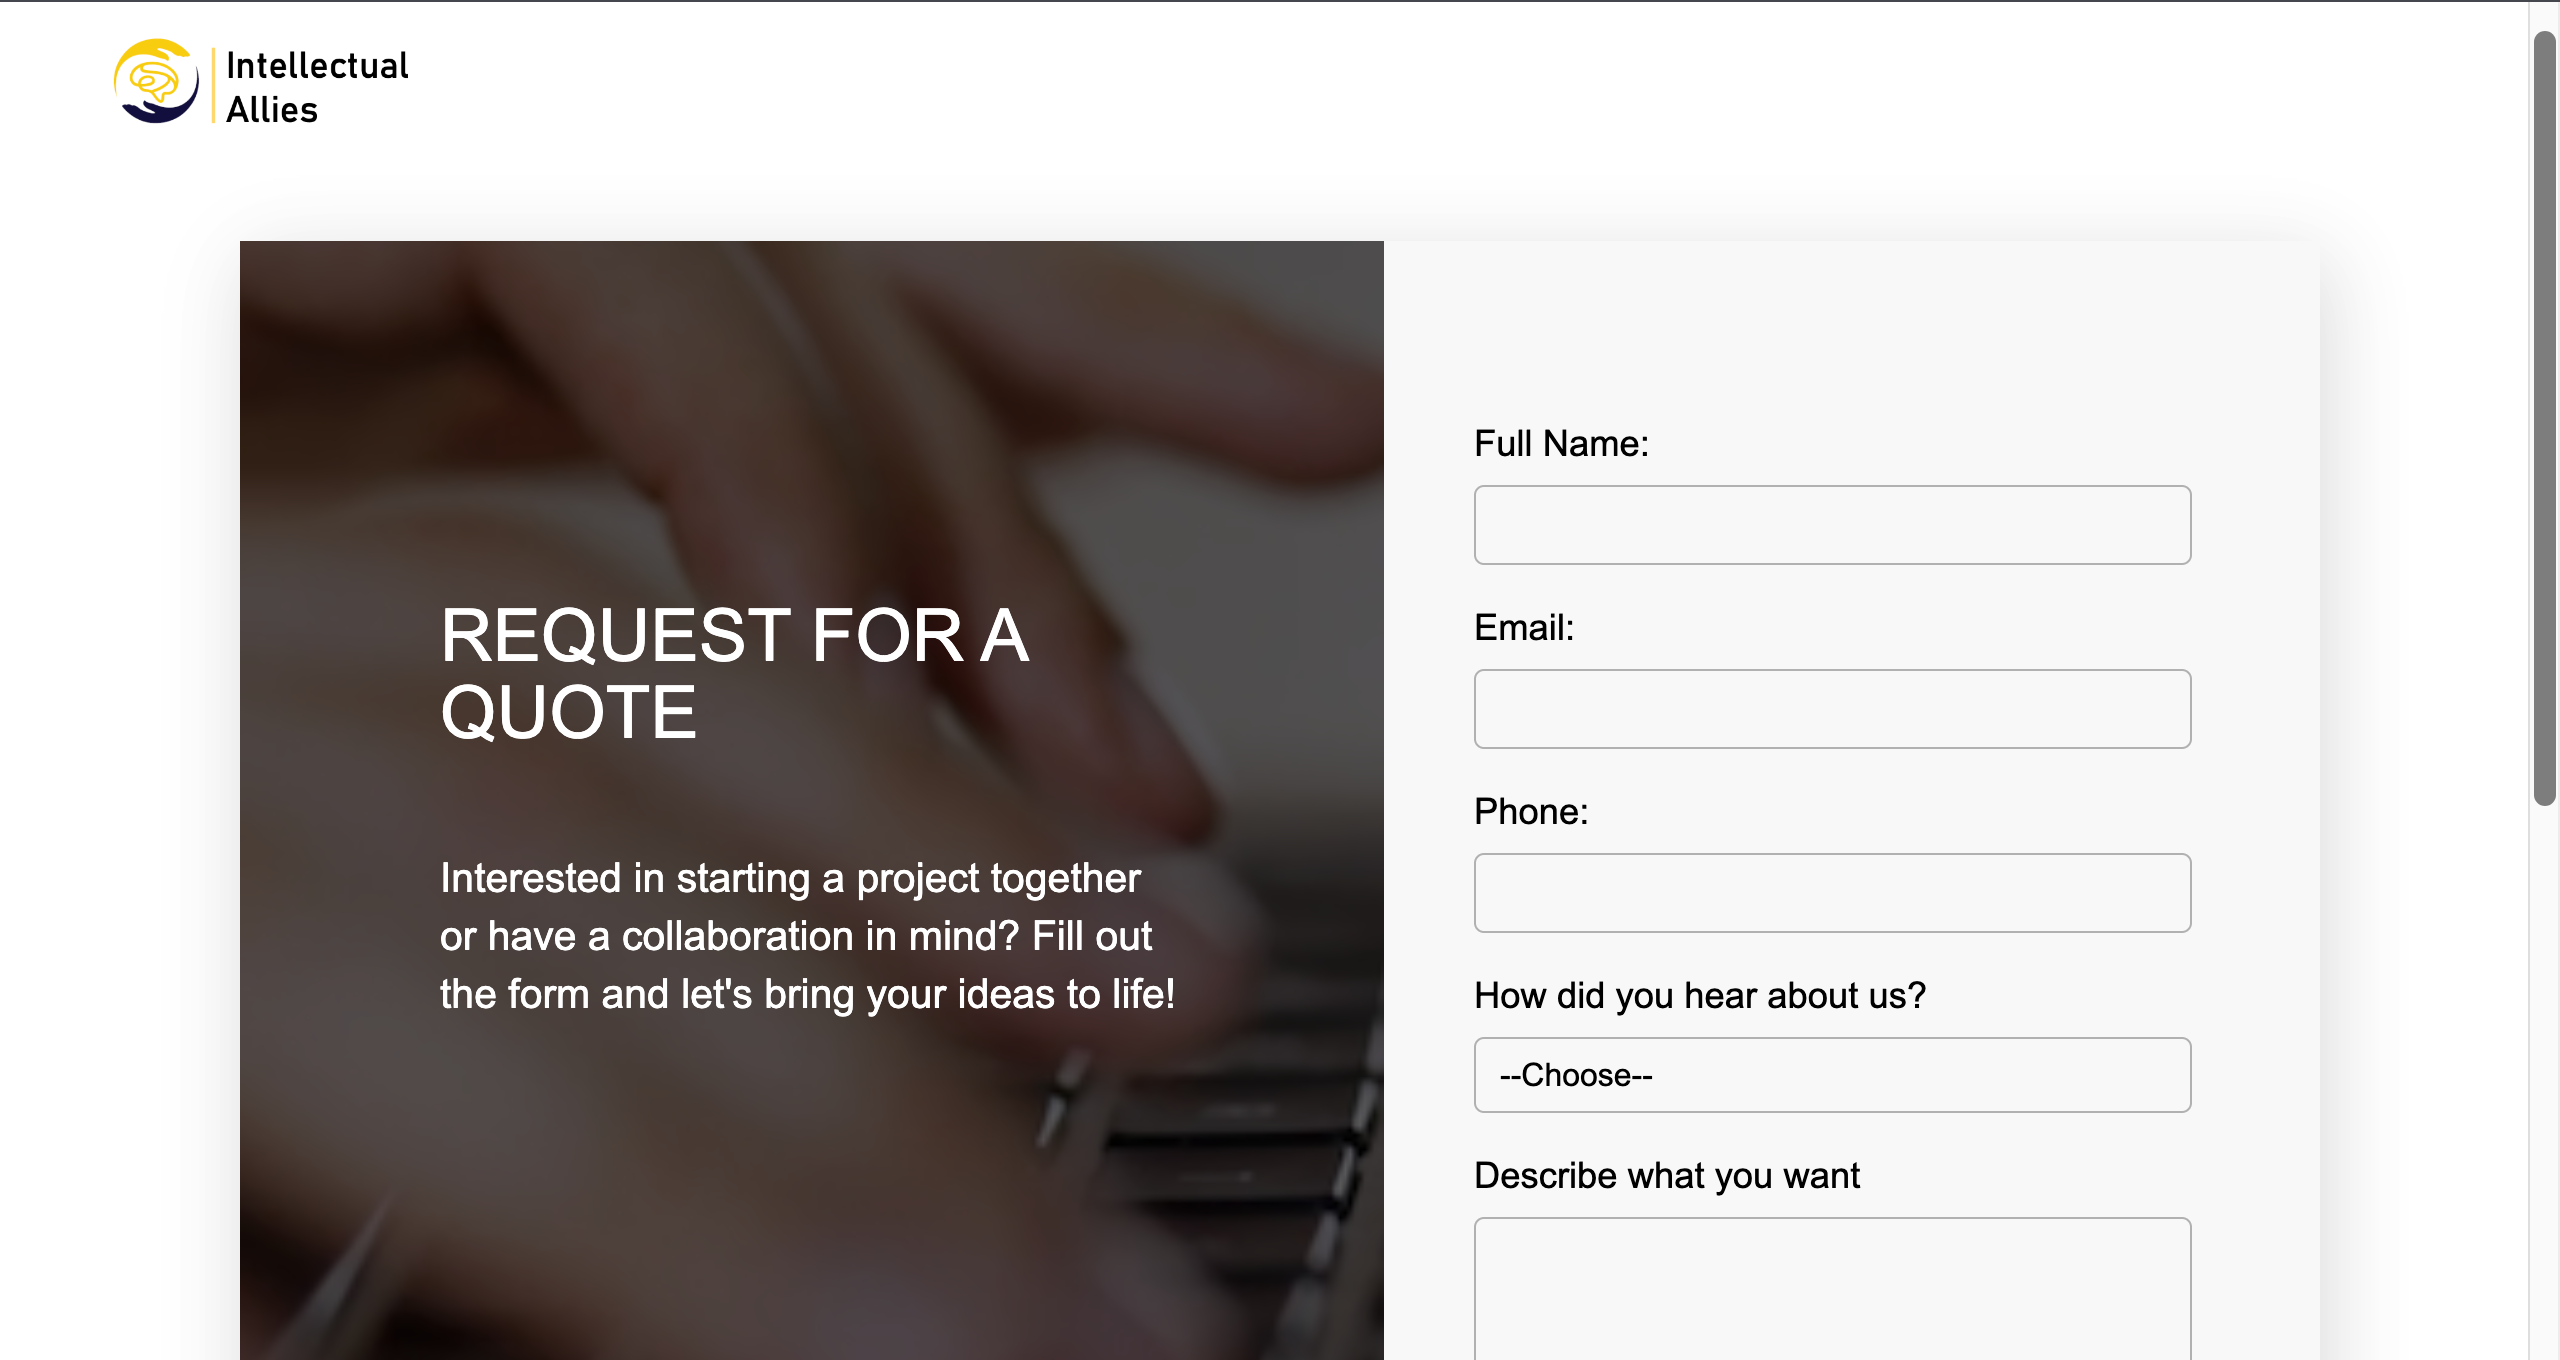 Intellectual
Allies
REQUEST FOR A
QUOTE
Interested in starting a project together
or have a collaboration in mind? Fill out
the form and let's bring your ideas to life!
Full Name:
Email:
Phone:
How did you hear about us?
--Choose--
Describe what you want